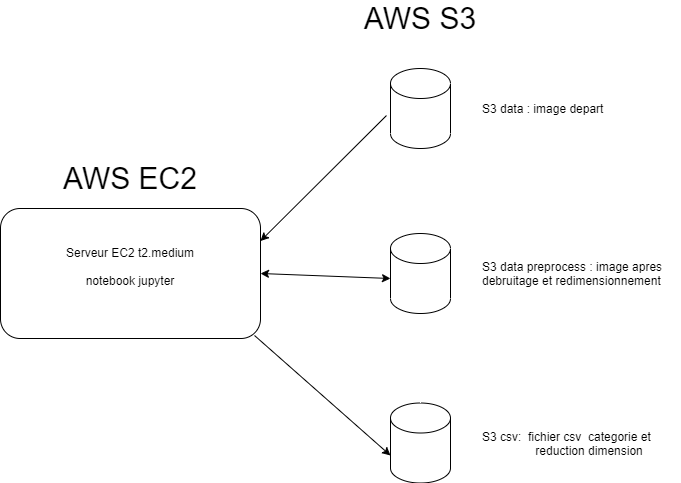 AWS S3
S3 data : image depart
AWS EC2
Serveur EC2 t2.medium
notebook jupyter
S3 data preprocess : image apres
debruitage et redimensionnement
S3 csv: fichier csv categorie et
reduction dimension